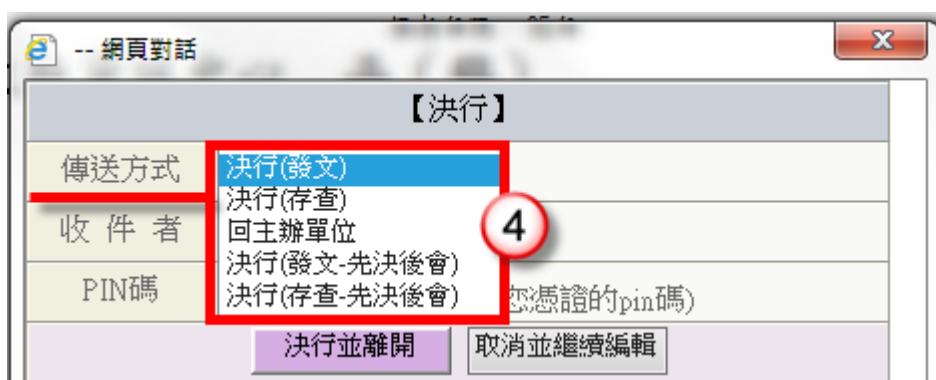 -- 網頁對話
【決行】
傳送方式
決行(發文)
決行(存查)
回主辦單位
決行(發文-先決後會)
決行(存查-先決後會)
4
收 件 者
PIN碼
您憑證的pin碼)
決行並離開 取消並繼續編輯